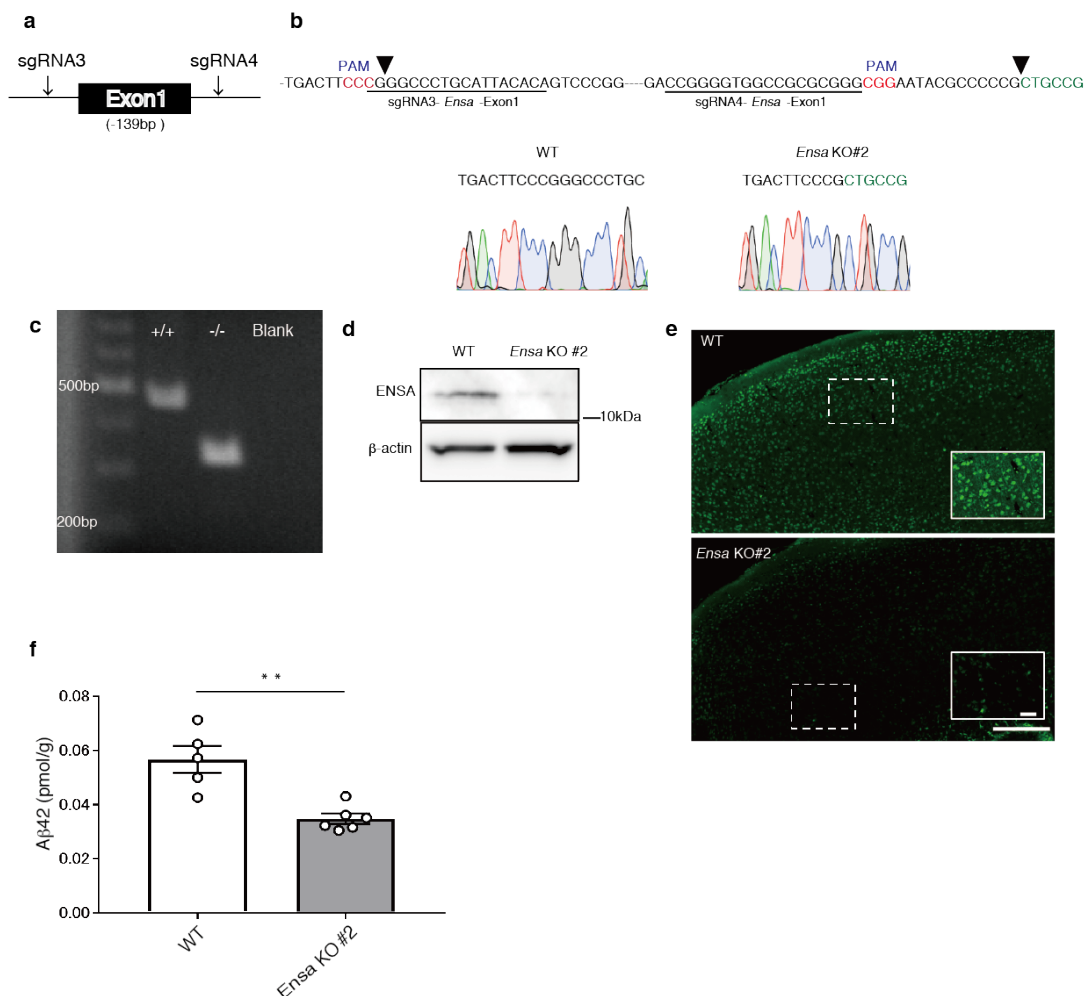 a
sgRNA3
sgRNA4
Exon1
(-139bp )
b
PAM
PAM
-TGACTTCCCGGGCCCTGCATTACACAGTCCCGG----GACCGGGGTGGCCGCGCGGGCGGAATACGCCCCCGCTGCCG
sgRNA3- Ensa -Exon1
sgRNA4- Ensa -Exon1
WT
Ensa KO#2
TGACTTCCCGGGCCCTGC
TGACTTCCCGCTGCCG
c
+/+ -/- Blank
500bp
200bp
d
WT
Ensa KO #2
ENSA
10kDa
β-actin
e
WT
Ensa KO#2
f
**
Aβ42 (pmol/g)
0.08
0.06
0.04
0.02
0.00
WT
Ensa KO #2